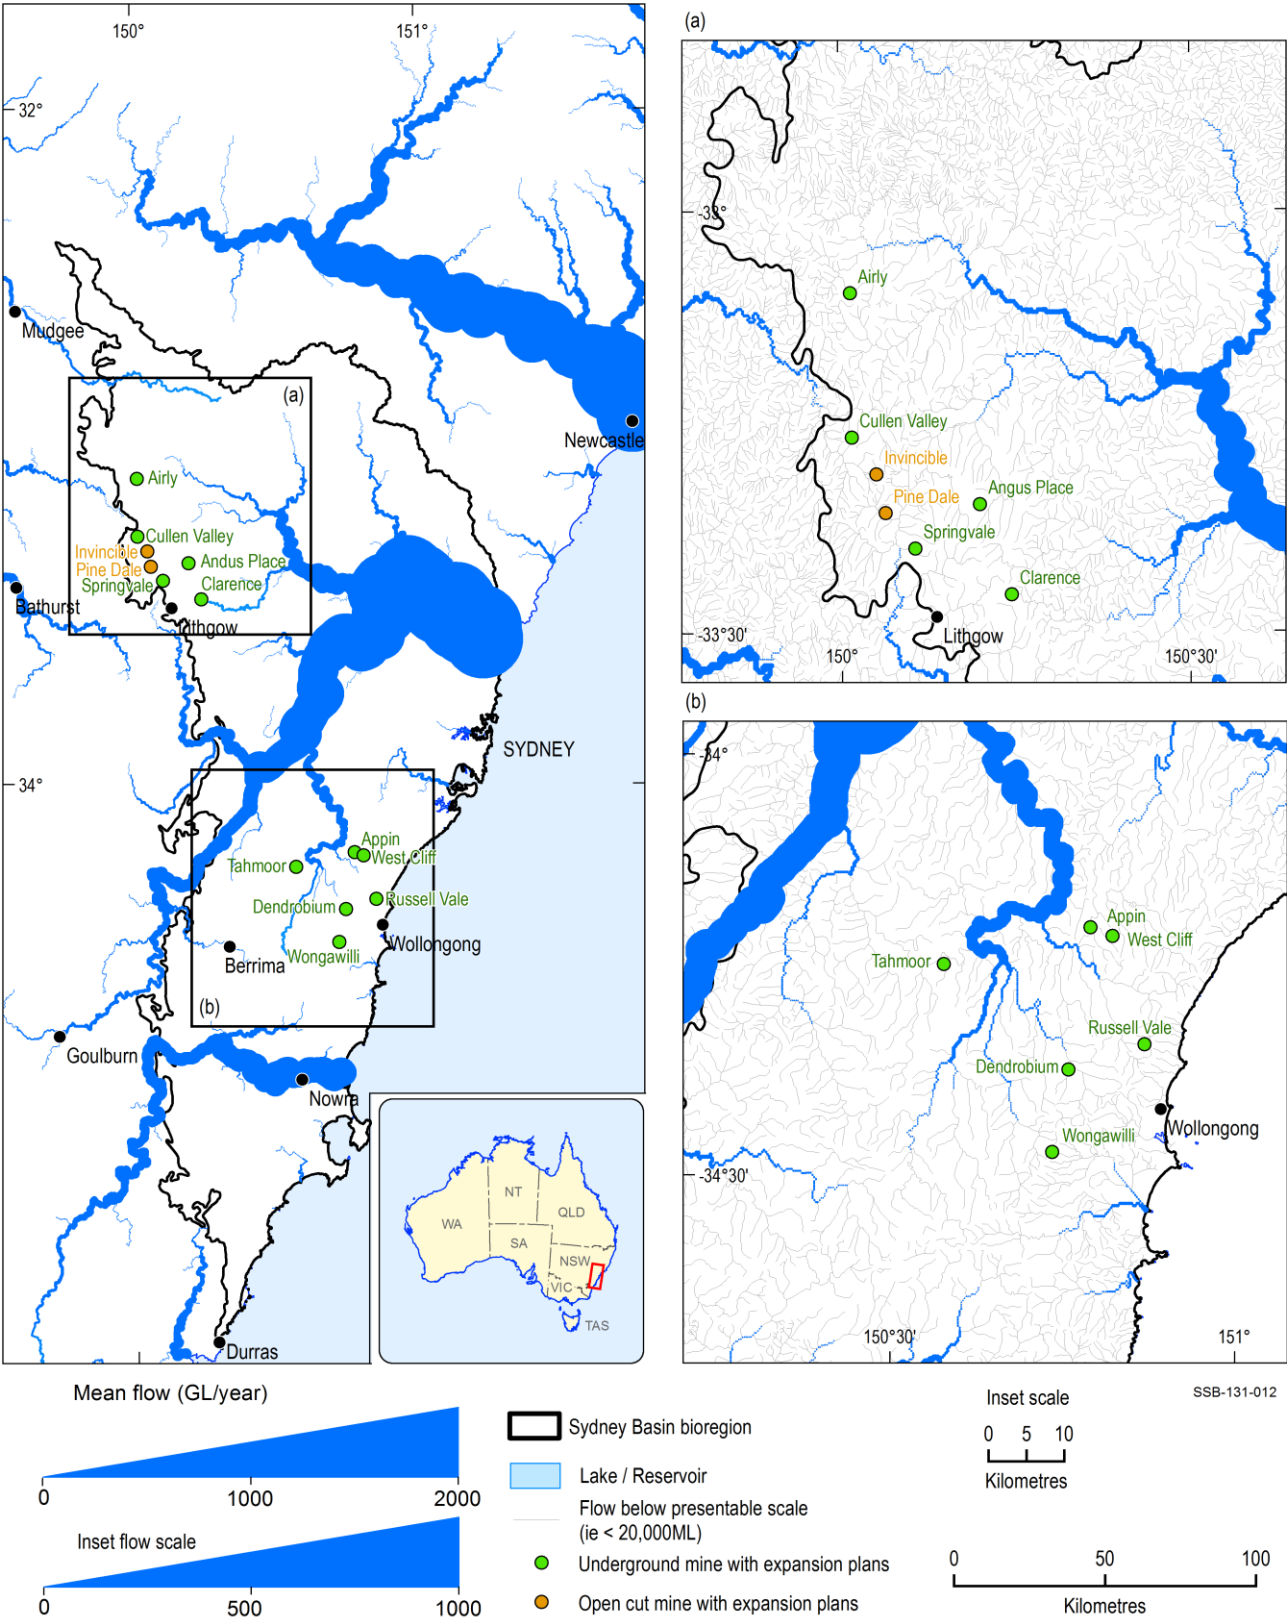 150°
151°
32°
Mudgee
(a)
Newcastle
Airly
Cullen Valley
Invincible
Andus Place
Pine Dale
Springvale
Clarence
Bathurst
Lithgow
SYDNEY
34°
Appin
West Cliff
Tahmoor
Russell Vale
Dendrobium
Wollongong
Wongawilli
Berrima
(b)
Goulburn
Nowra
Durras
NT
QLD
WA
SA
NSW
VIC
TAS
(a)
-33°
Airly
Cullen Valley
Invincible
Angus Place
Pine Dale
Springvale
Clarence
Lithgow
-33°30'
150°
150°30'
(b)
-34°
Appin
West Cliff
Tahmoor
Russell Vale
Dendrobium
Wollongong
Wongawilli
-34°30'
150°30'
151°
Mean flow (GL/year)
0 1000 2000
Inset flow scale
0 500 1000
Sydney Basin bioregion
Lake / Reservoir
Flow below presentable scale
(ie < 20,000ML)
Underground mine with expansion plans
Open cut mine with expansion plans
Inset scale
0 5 10
Kilometres
SSB-131-012
0 50 100
Kilometres